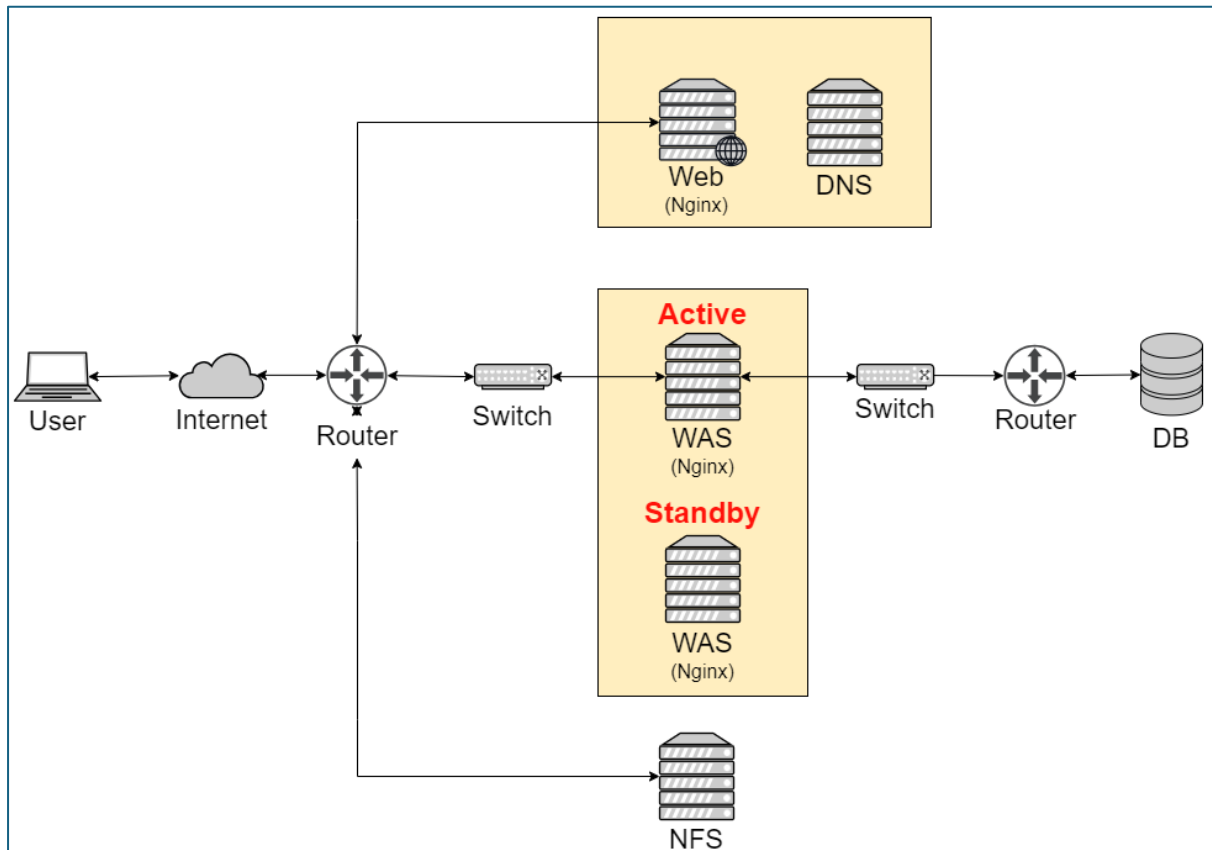 Web
(Nginx)
DNS
Active
User
Internet
Router
Switch
WAS
(Nginx)
Switch
Router
DB
Standby
WAS
(Nginx)
NFS